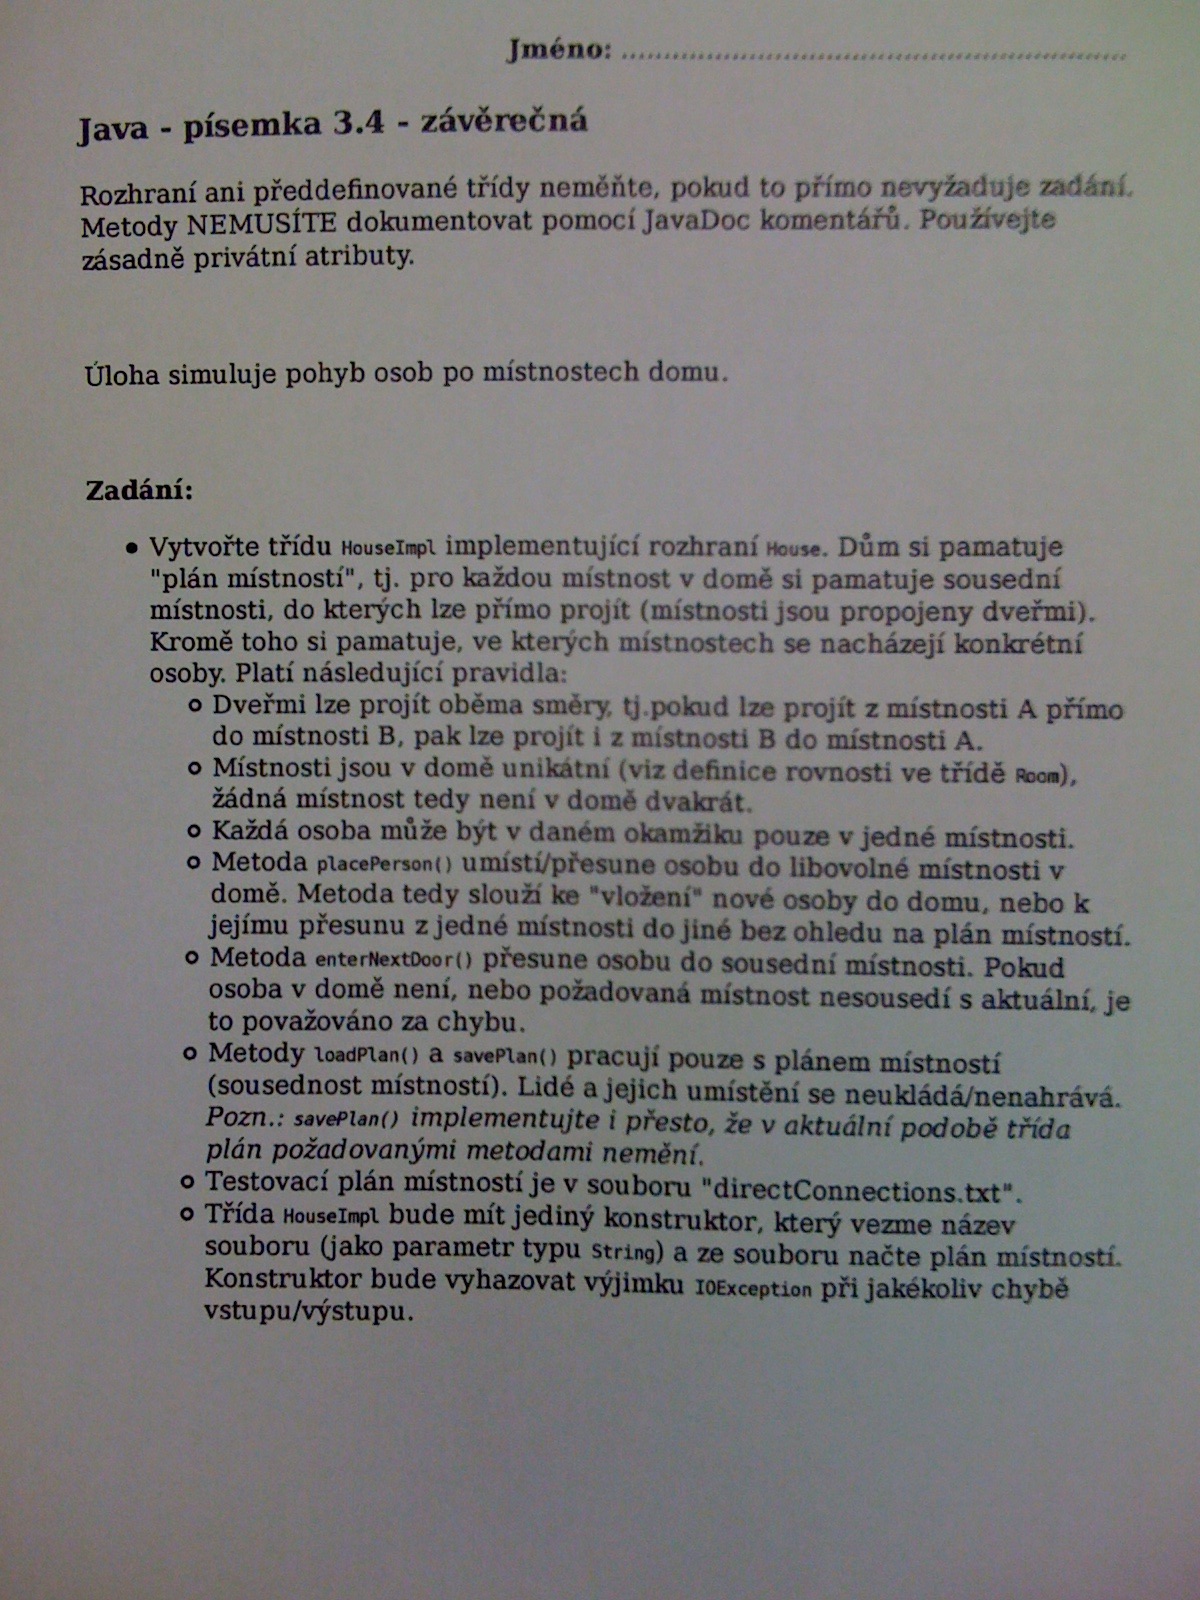 Jméno: ............................................................
Java - písemka 3.4 - závěrečná
Rozhraní ani předdefinované třídy neměňte, pokud to přímo nevyžaduje zadání.
Metody NEMUSÍTE dokumentovat pomocí JavaDoc komentářů. Používejte
zásadně privátní atributy.
Úloha simuluje pohyb osob po místnostech domu.
Zadání:
• Vytvořte třídu HouseImpl implementující rozhraní House. Dům si pamatuje
"plán místností", tj. pro každou místnost v domě si pamatuje sousední
místnosti, do kterých lze přímo projít (místnosti jsou propojeny dveřmi).
Kromě toho si pamatuje, ve kterých místnostech se nacházejí konkrétní
osoby. Platí následující pravidla:
o Dveřmi lze projít oběma směry, tj.pokud lze projít z místnosti A přímo
do místnosti B, pak lze projít i z místnosti B do místnosti A.
o Místnosti jsou v domě unikátní (viz definice rovnosti ve třídě Room),
žádná místnost tedy není v domě dvakrát.
o Každá osoba může být v daném okamžiku pouze v jedné místnosti.
o Metoda placePerson() umístí/přesune osobu do libovolné místnosti v
domě. Metoda tedy slouží ke "vložení" nové osoby do domu, nebo k
jejímu přesunu z jedné místnosti do jiné bez ohledu na plán místností.
o Metoda enterNextDoor() přesune osobu do sousední místnosti. Pokud
osoba v domě není, nebo požadovaná místnost nesousedí s aktuální, je
to považováno za chybu.
o Metody loadPlan() a savePlan() pracují pouze s plánem místností
(sousednost místností). Lidé a jejich umístění se neukládá/nenahrává.
Pozn.: savePlan() implementujte i přesto, že v aktuální podobě třída
plán požadovanými metodami nemění.
o Testovací plán místností je v souboru "directConnections.txt".
o Třída HouseImpl bude mít jediný konstruktor, který vezme název
souboru (jako parametr typu String) a ze souboru načte plán místností.
Konstruktor bude vyhazovat výjimku IOException při jakékoliv chybě
vstupu/výstupu.